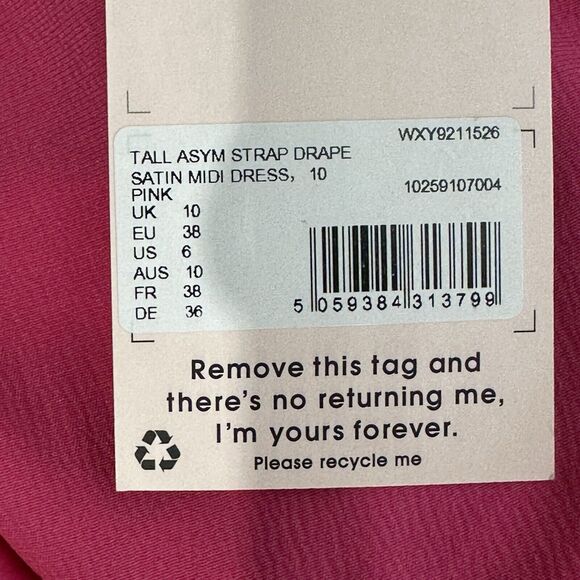 WXY9211526
TALL ASYM STRAP DRAPE
SATIN MIDI DRESS, 10
PINK
10259107004
UK 10
EU 38
US 6
AUS 10
FR 38
DE 36
5 059384 313799
Remove this tag and
there's no returning me,
I'm yours forever.
Please recycle me